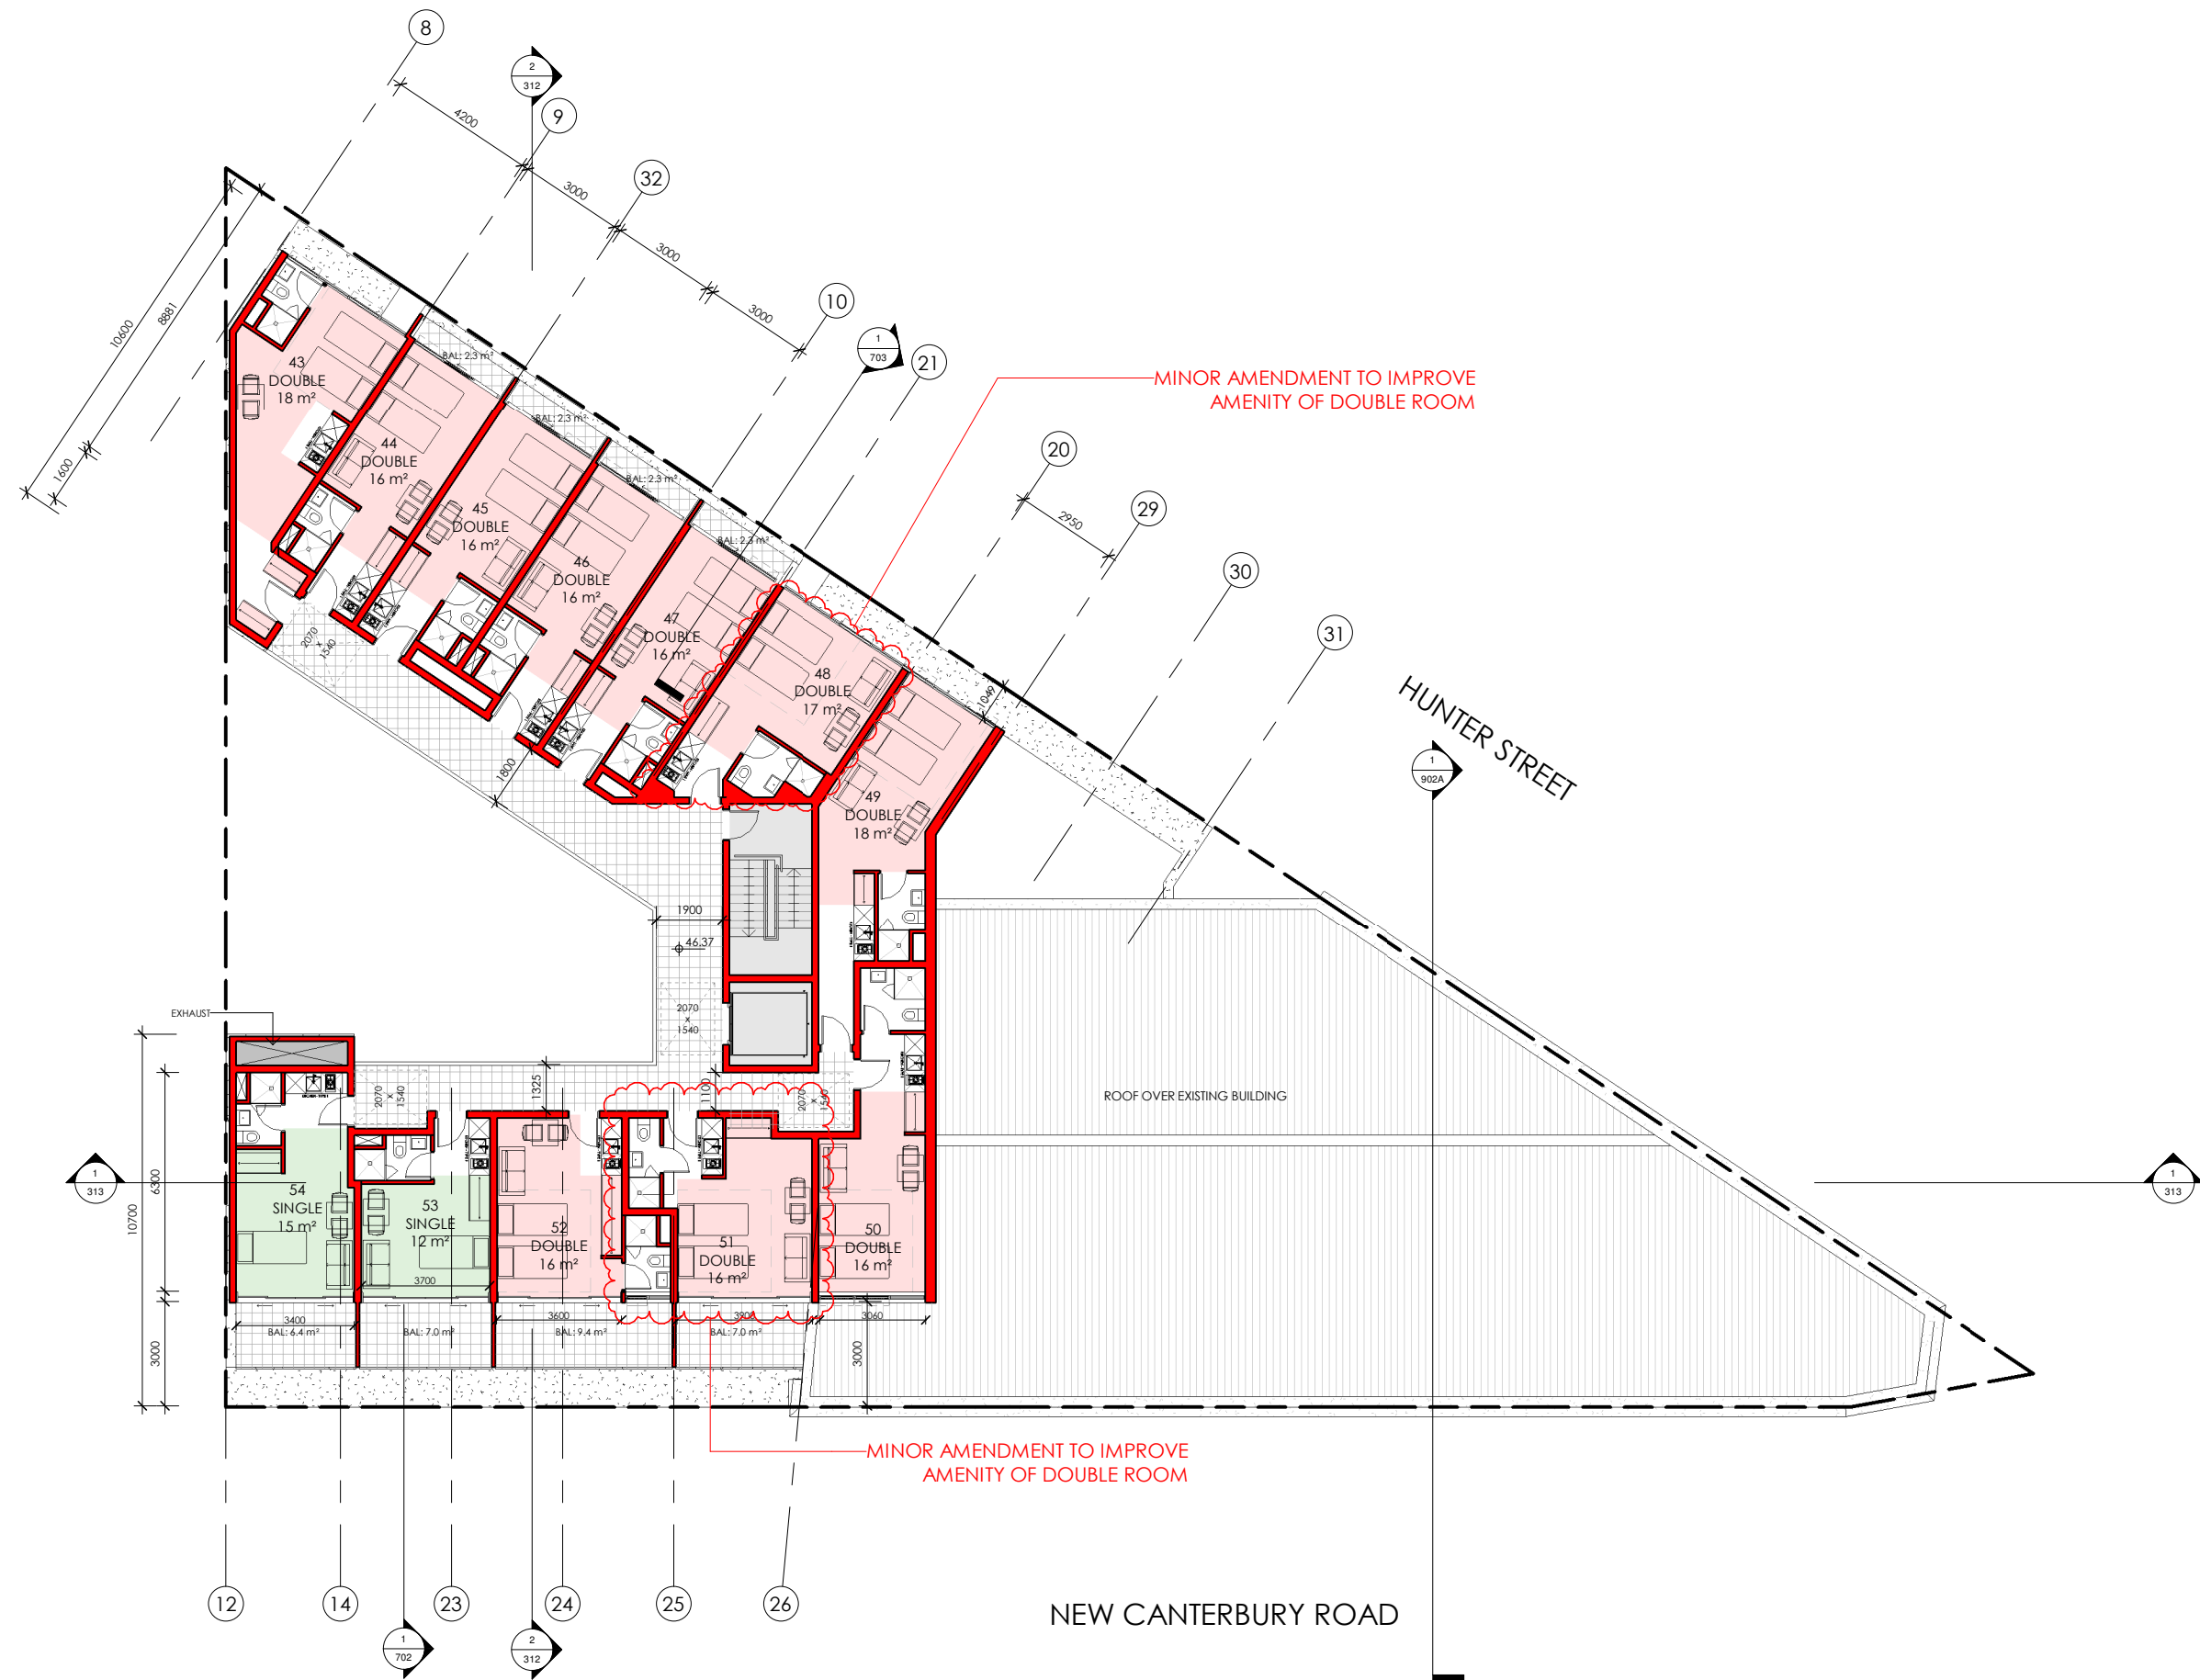 8
2
312
9
4200
32
3000
3000
10
3000
1
703
21
10600
8881
1600
MINOR AMENDMENT TO IMPROVE
AMENITY OF DOUBLE ROOM
20
2950
29
30
31
BAL: 2.3 m²
BAL: 2.3 m²
BAL: 2.3 m²
BAL: 2.3 m²
43
DOUBLE
18 m²
44
DOUBLE
16 m²
45
DOUBLE
16 m²
46
DOUBLE
16 m²
47
DOUBLE
16 m²
48
DOUBLE
17 m²
49
DOUBLE
18 m²
1049
HUNTER STREET
1
902A
2070
x
1540
1800
1900
46.37
2070
x
1540
EXHAUST
1325
1100
2070
x
1540
2070
x
1540
ROOF OVER EXISTING BUILDING
1
313
1
313
10700
6300
3000
54
SINGLE
15 m²
53
SINGLE
12 m²
52
DOUBLE
16 m²
51
DOUBLE
16 m²
50
DOUBLE
16 m²
3700
3400
3600
3900
3060
BAL: 6.4 m²
BAL: 7.0 m²
BAL: 9.4 m²
BAL: 7.0 m²
3000
MINOR AMENDMENT TO IMPROVE
AMENITY OF DOUBLE ROOM
12
14
23
24
25
26
NEW CANTERBURY ROAD
1
702
2
312